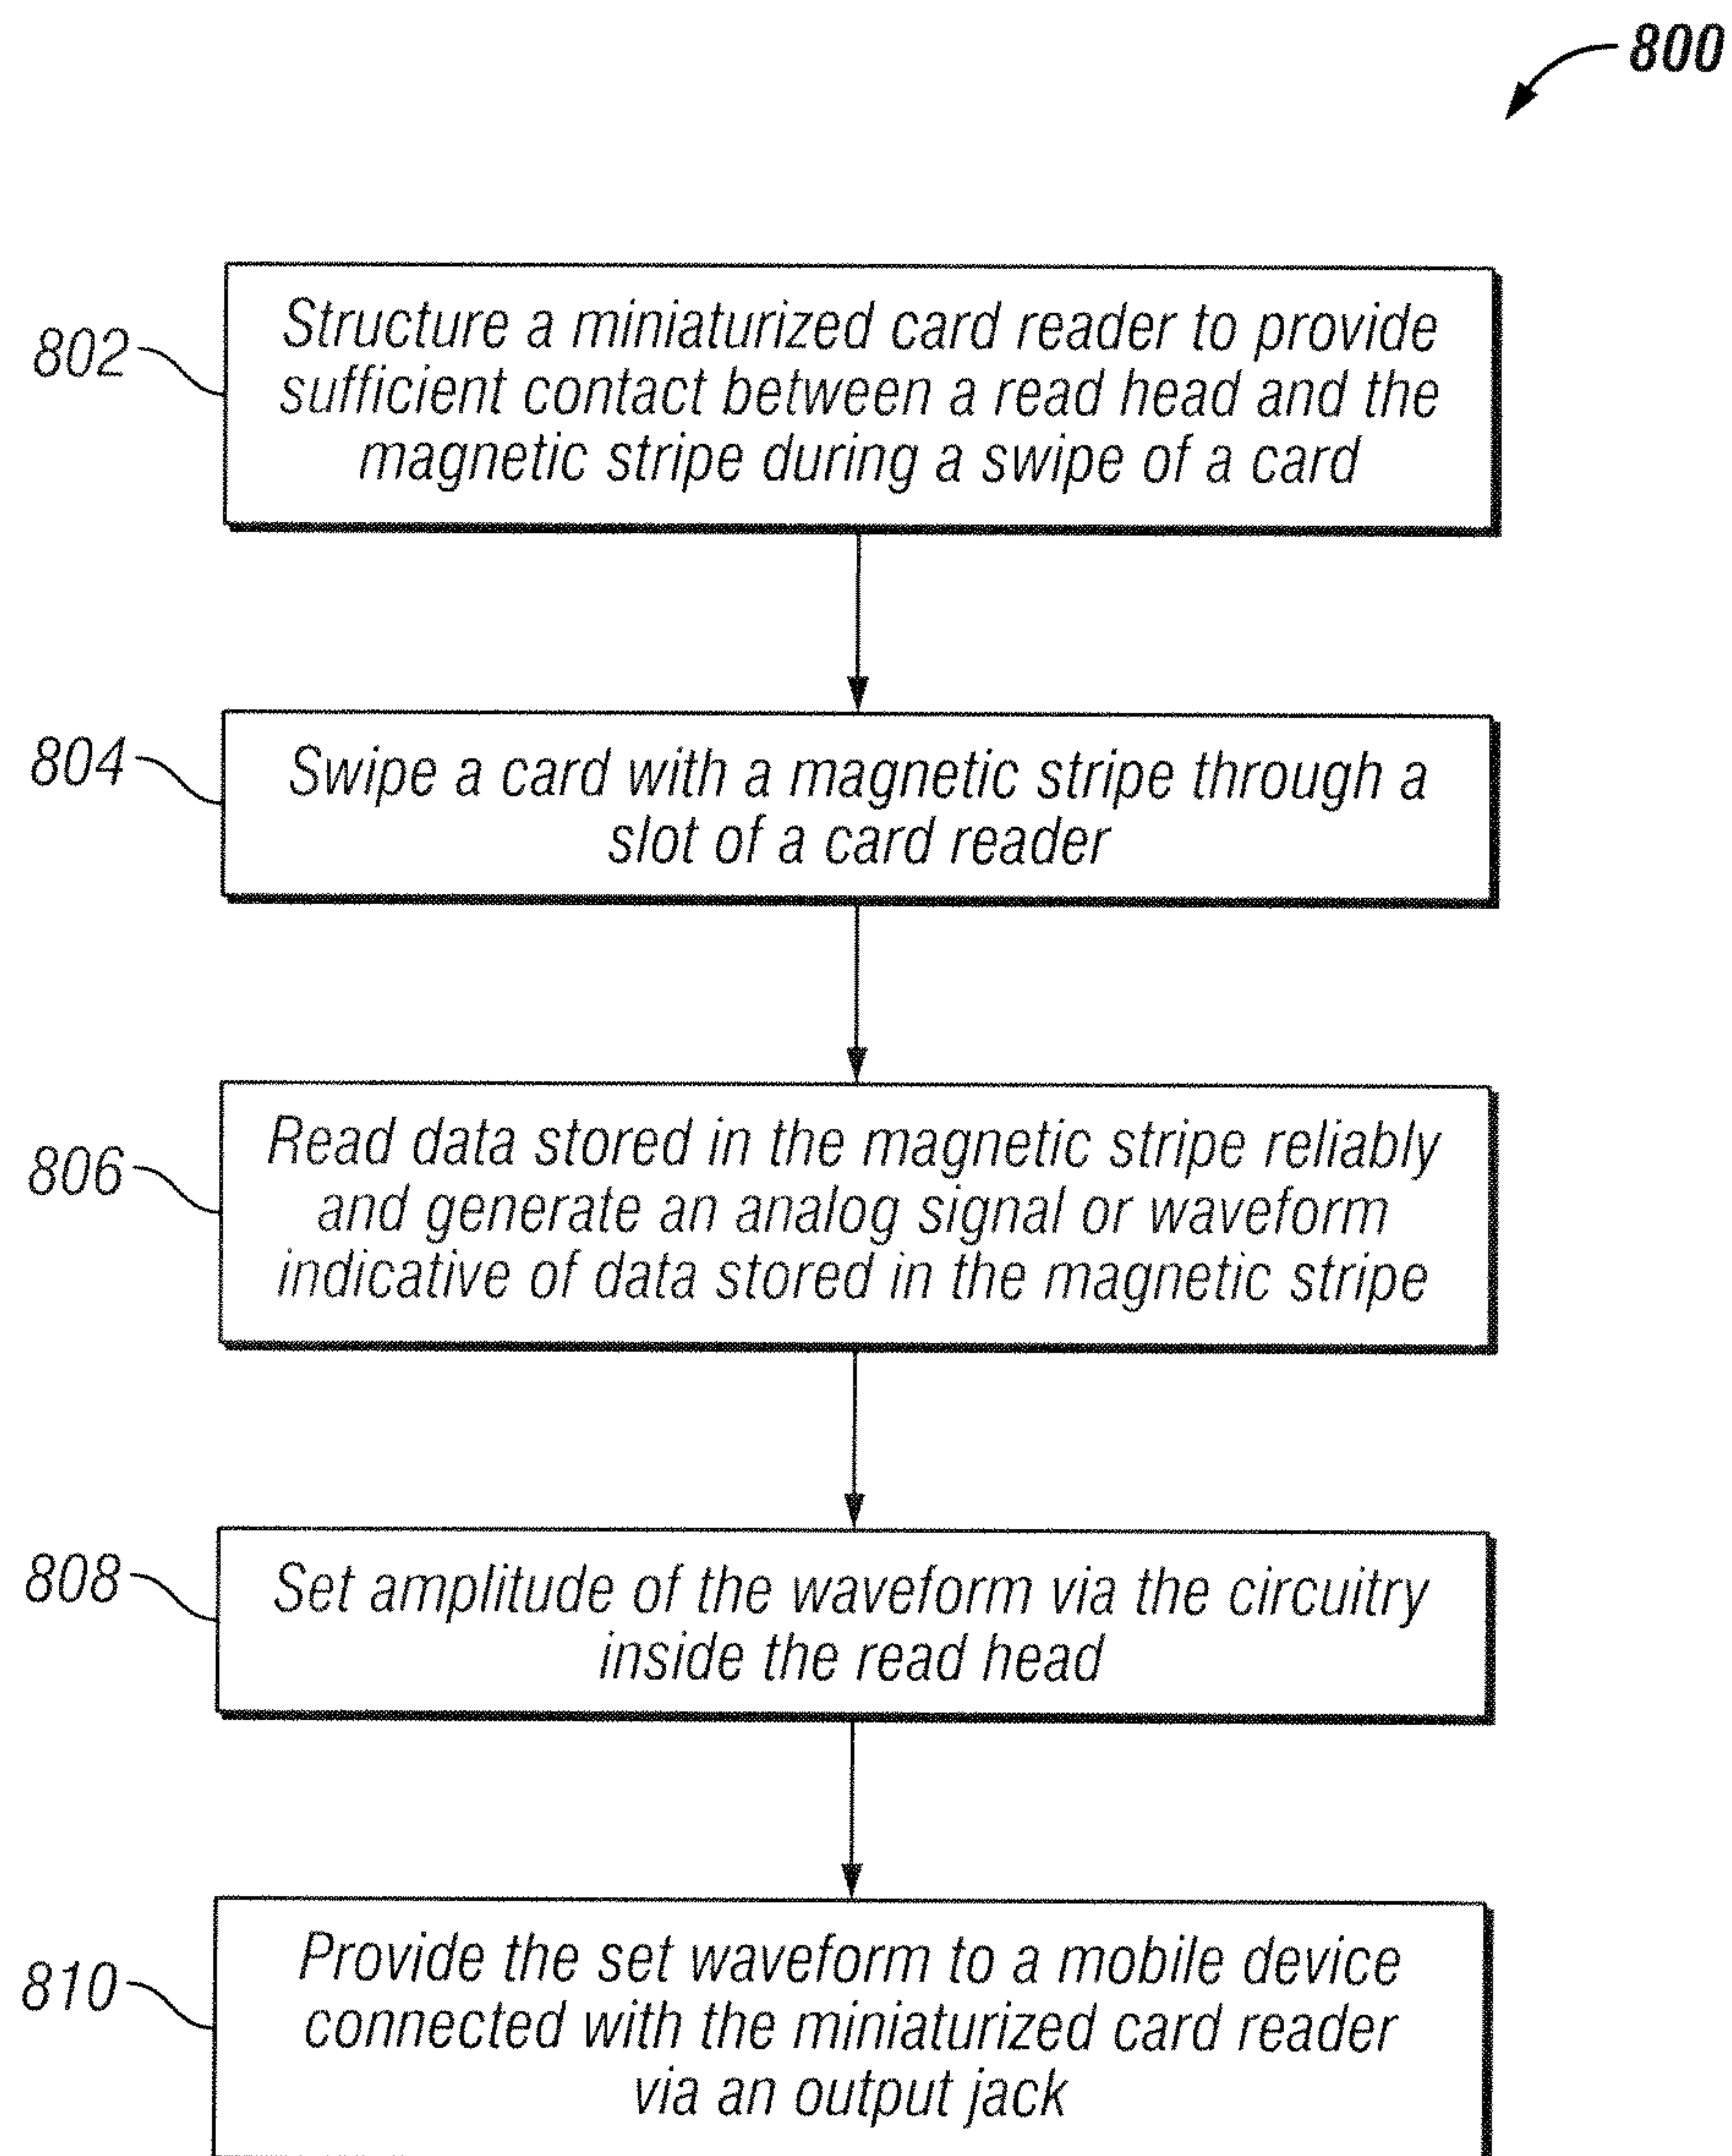 800
802
Structure a miniaturized card reader to provide
sufficient contact between a read head and the
magnetic stripe during a swipe of a card
804
Swipe a card with a magnetic stripe through a
slot of a card reader
806
Read data stored in the magnetic stripe reliably
and generate an analog signal or waveform
indicative of data stored in the magnetic stripe
808
Set amplitude of the waveform via the circuitry
inside the read head
810
Provide the set waveform to a mobile device
connected with the miniaturized card reader
via an output jack